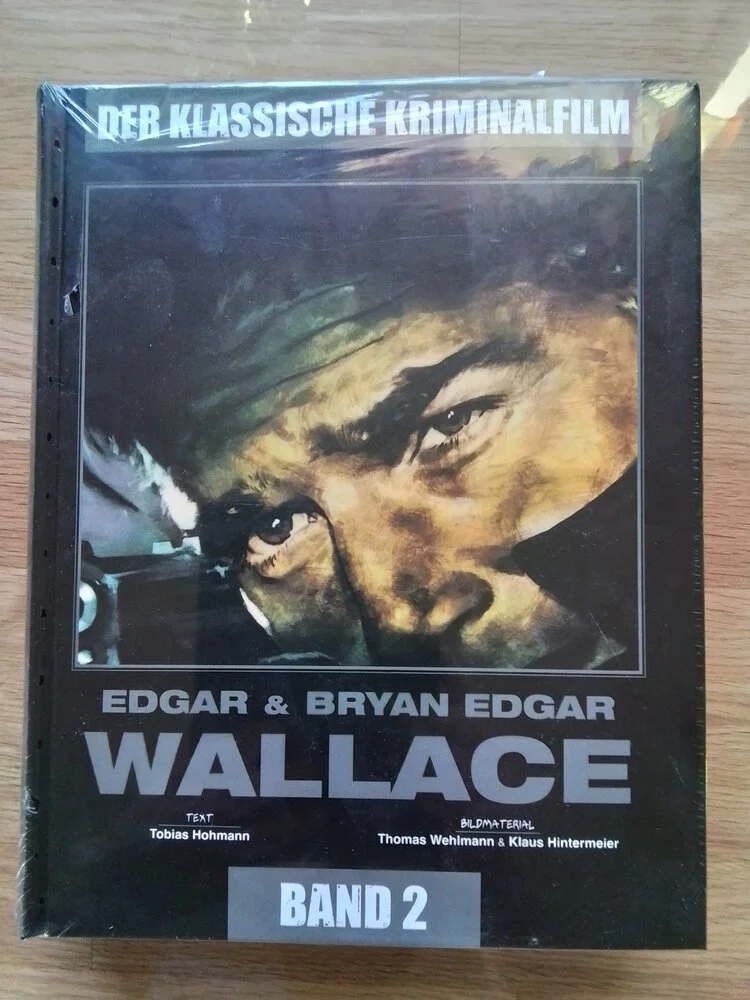 DER KLASSISCHE KRIMINALFILM
EDGAR & BRYAN EDGAR
WALLACE
TEXT
Tobias Hohmann
BILDMATERIAL
Thomas Wehlmann & Klaus Hintermeier
BAND 2